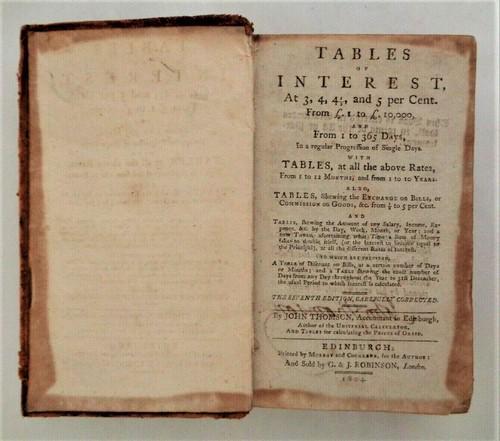 TABLES
OF
INTEREST,
At 3, 4, 4½, and 5 per Cent.
From £.1 to £.10,000,
AND
From 1 to 365 Days,
In a regular Progression of Single Days.
WITH
TABLES, at all the above Rates,
From 1 to 12 MONTHS, and from 1 to 10 YEARS.
ALSO,
TABLES, shewing the EXCHANGE on BILLS, or
COMMISSION on GOODS, &c. from ⅛ to 5 per Cent.
AND
TABLES, shewing the Amount of any Salary, Income, Ex-
pence, &c. by the Day, Week, Month, or Year; and a
new TABLE, ascertaining what Time a Sum of Money
takes to double itself, (or the Interest to become equal to
the Principal), at all the different Rates of Interest.
TO WHICH ARE PREFIXED,
A TABLE of Discount on Bills, at a certain number of Days
or Months; and a TABLE shewing the exact number of
Days from any Day throughout the Year to 31st December,
the usual Period to which Interest is calculated.
THE SEVENTH EDITION, CAREFULLY CORRECTED.
By JOHN THOMSON, Accountant in Edinburgh,
Author of the UNIVERSAL CALCULATOR,
AND TABLES for calculating the PRICES of GRAIN.
EDINBURGH:
Printed by MURRAY and COCHRANE, for the AUTHOR:
And Sold by G. & J. ROBINSON, London.
1804.